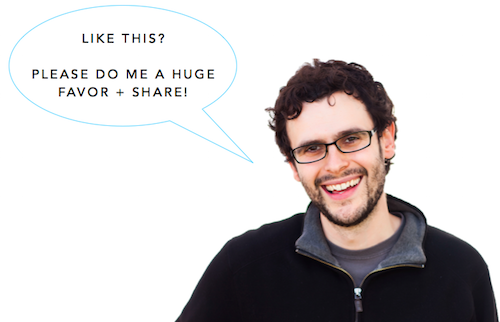 LIKE THIS?
PLEASE DO ME A HUGE
FAVOR + SHARE!